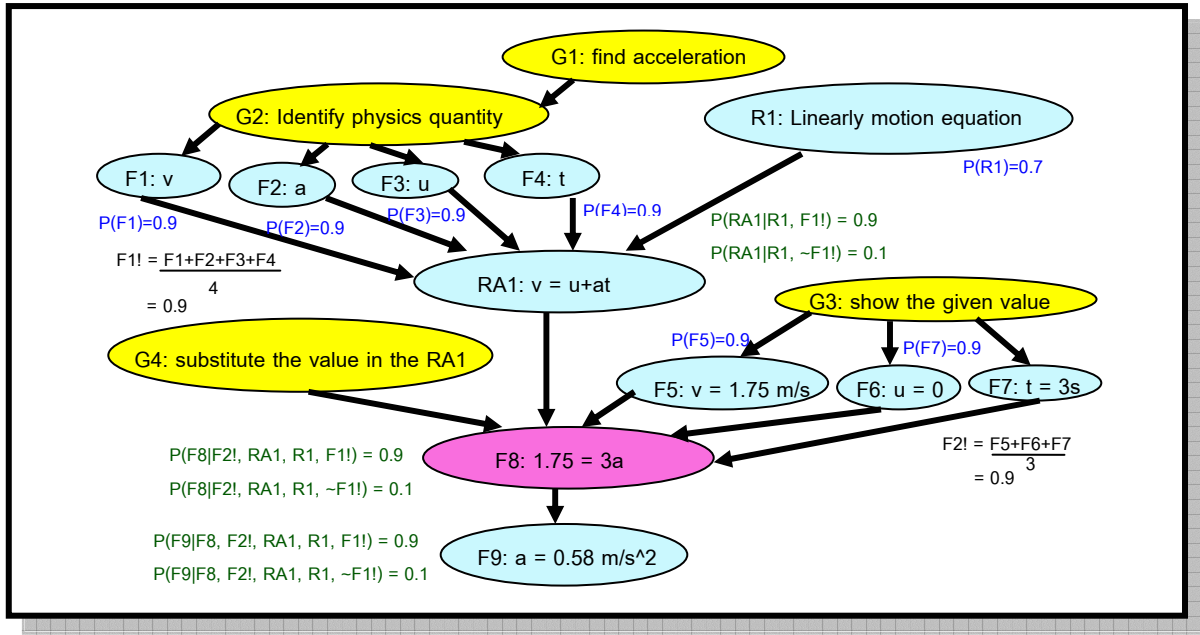 G1: find acceleration
G2: Identify physics quantity
R1: Linearly motion equation
P(R1)=0.7
F1: v
F2: a
F3: u
F4: t
P(F1)=0.9
P(F2)=0.9
P(F3)=0.9
P(F4)=0.9
P(RA1|R1, F1!) = 0.9
P(RA1|R1, ~F1!) = 0.1
F1! = F1+F2+F3+F4
4
= 0.9
RA1: v = u+at
G3: show the given value
G4: substitute the value in the RA1
P(F5)=0.9
P(F7)=0.9
F5: v = 1.75 m/s
F6: u = 0
F7: t = 3s
F2! = F5+F6+F7
3
= 0.9
P(F8|F2!, RA1, R1, F1!) = 0.9
P(F8|F2!, RA1, R1, ~F1!) = 0.1
F8: 1.75 = 3a
P(F9|F8, F2!, RA1, R1, F1!) = 0.9
P(F9|F8, F2!, RA1, R1, ~F1!) = 0.1
F9: a = 0.58 m/s^2